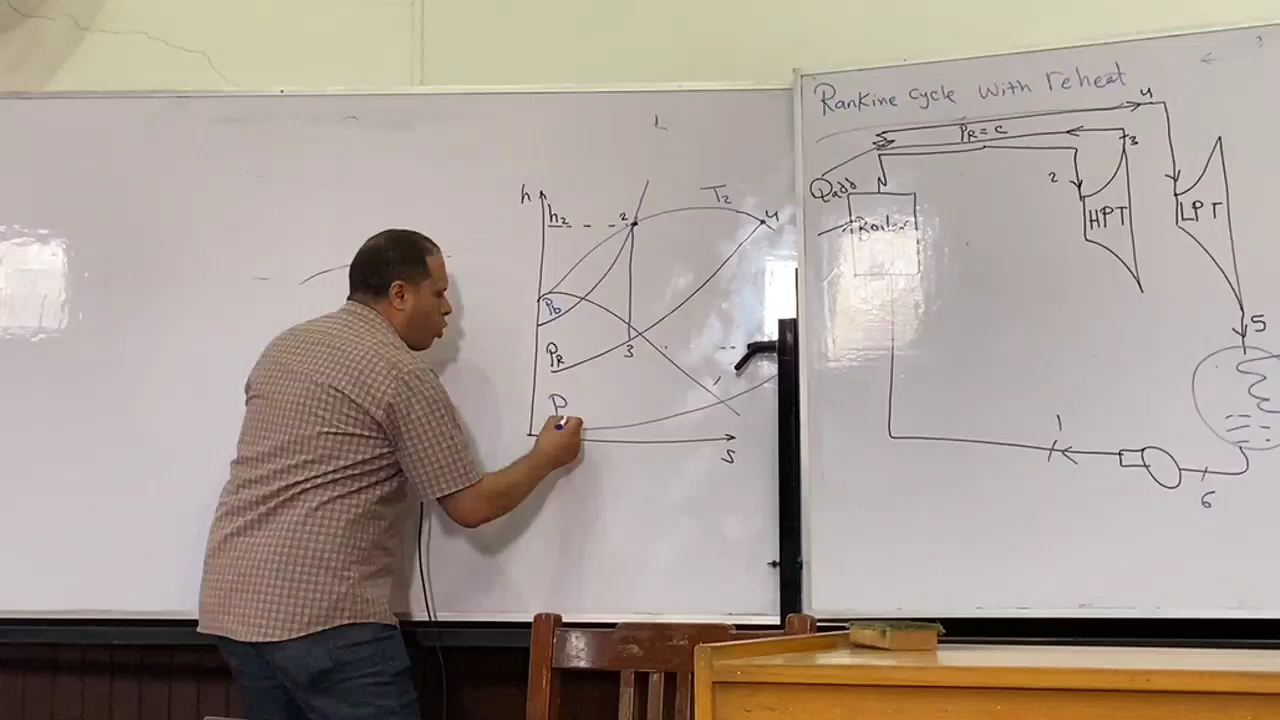 h
h2
2
T2
4
Pb
PR
3
P
S
Rankine cycle with reheat
4
PR = c
3
Qadd
2
Boiler
HPT
LPT
5
1
6